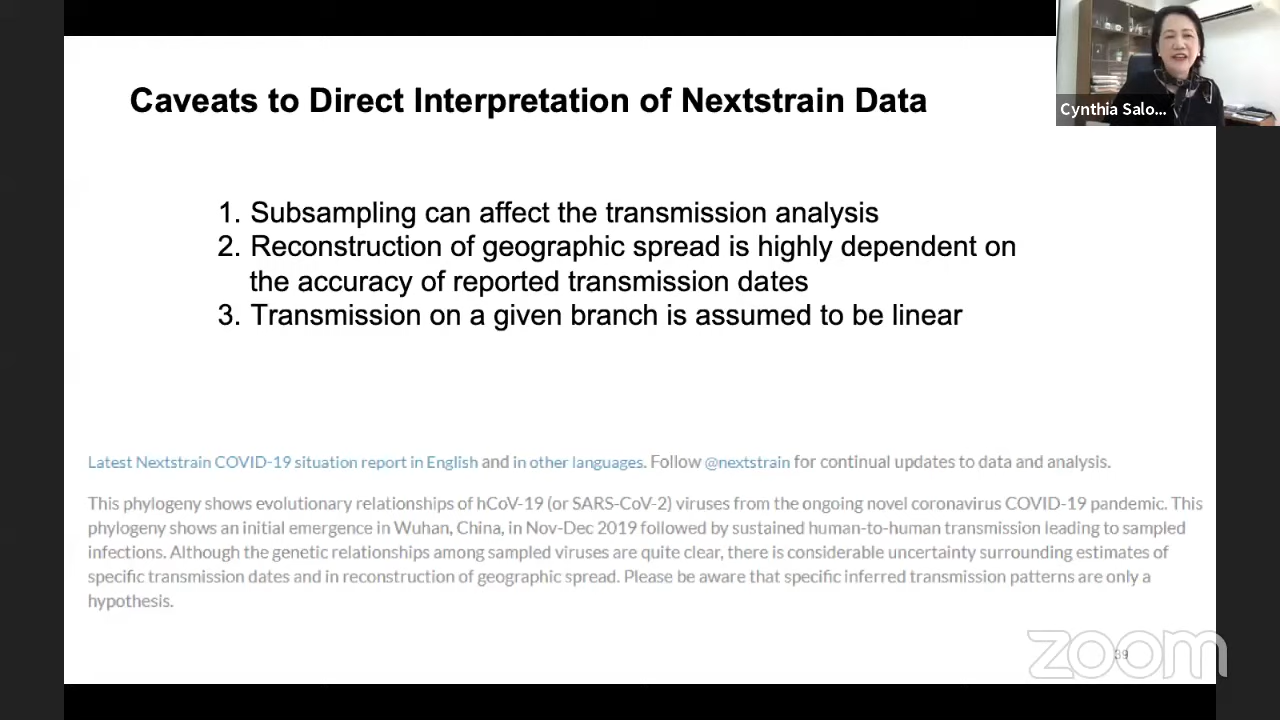 Caveats to Direct Interpretation of Nextstrain Data
Cynthia Salo...
1. Subsampling can affect the transmission analysis
2. Reconstruction of geographic spread is highly dependent on
the accuracy of reported transmission dates
3. Transmission on a given branch is assumed to be linear
Latest Nextstrain COVID-19 situation report in English and in other languages. Follow @nextstrain for continual updates to data and analysis.
This phylogeny shows evolutionary relationships of hCoV-19 (or SARS-CoV-2) viruses from the ongoing novel coronavirus COVID-19 pandemic. This
phylogeny shows an initial emergence in Wuhan, China, in Nov-Dec 2019 followed by sustained human-to-human transmission leading to sampled
infections. Although the genetic relationships among sampled viruses are quite clear, there is considerable uncertainty surrounding estimates of
specific transmission dates and in reconstruction of geographic spread. Please be aware that specific inferred transmission patterns are only a
hypothesis.
zoom
39